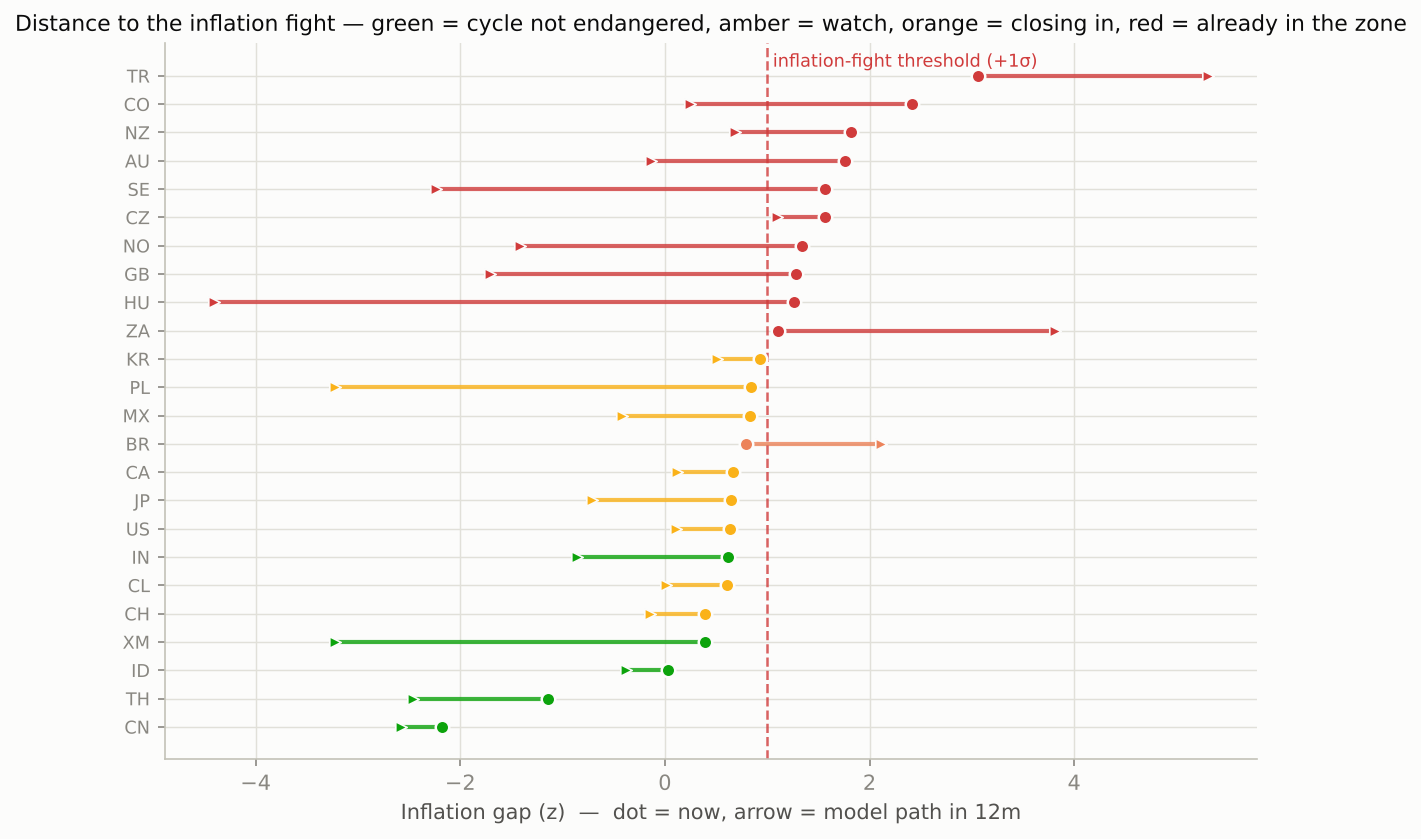 Distance to the inflation fight — green = cycle not endangered, amber = watch, orange = closing in, red = already in the zone
inflation-fight threshold (+1σ)
TR
CO
NZ
AU
SE
CZ
NO
GB
HU
ZA
KR
PL
MX
BR
CA
JP
US
IN
CL
CH
XM
ID
TH
CN
−4 −2 0 2 4
Inflation gap (z) — dot = now, arrow = model path in 12m